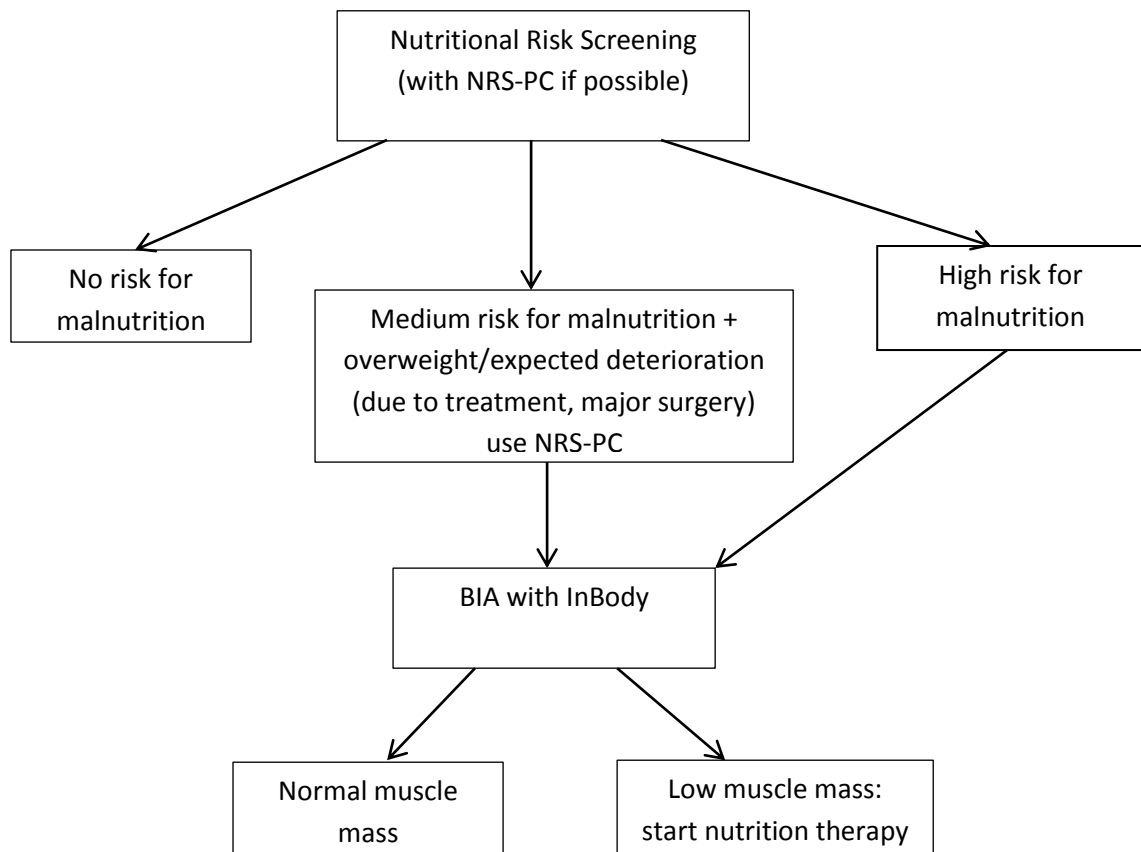 Nutritional Risk Screening
(with NRS-PC if possible)
No risk for
malnutrition
High risk for
malnutrition
Medium risk for malnutrition +
overweight/expected deterioration
(due to treatment, major surgery)
use NRS-PC
BIA with InBody
Normal muscle
mass
Low muscle mass:
start nutrition therapy